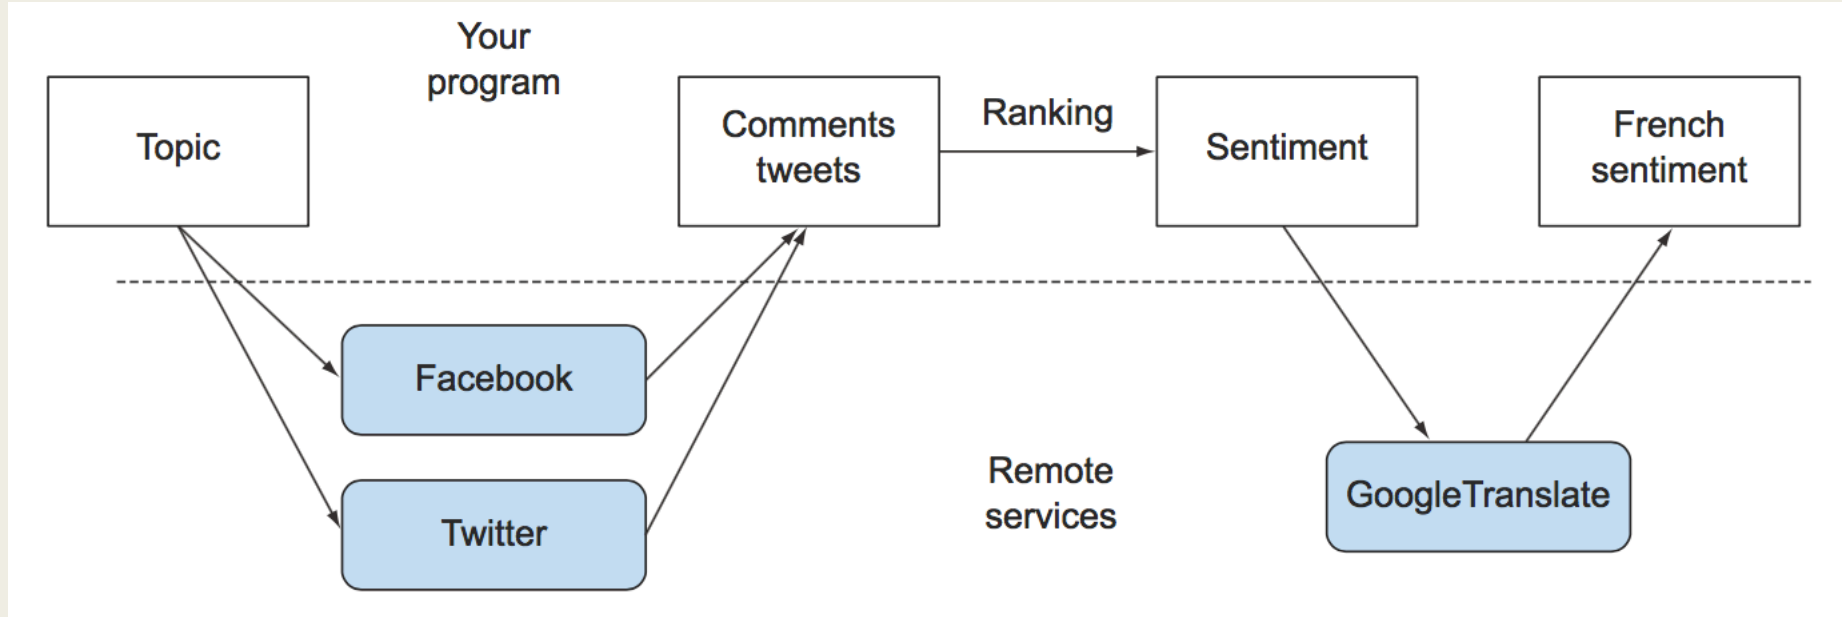 Your
program
Topic
Comments
tweets
Ranking
Sentiment
French
sentiment
Facebook
Twitter
Remote
services
GoogleTranslate